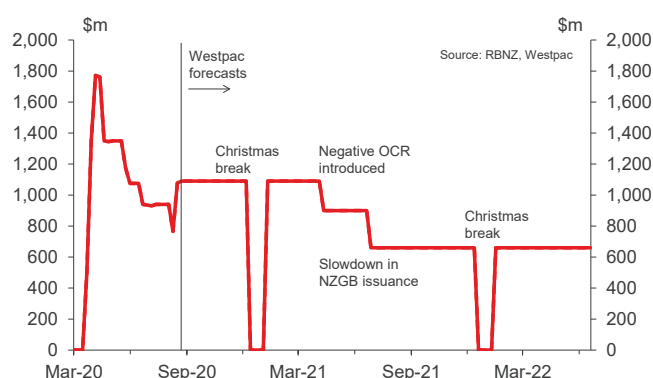 $m
$m
2,000
1,800
1,600
1,400
1,200
1,000
800
600
400
200
0
2,000
1,800
1,600
1,400
1,200
1,000
800
600
400
200
0
Westpac
forecasts
Source: RBNZ, Westpac
Christmas
break
Negative OCR
introduced
Christmas
break
Slowdown in
NZGB issuance
Mar-20
Sep-20
Mar-21
Sep-21
Mar-22